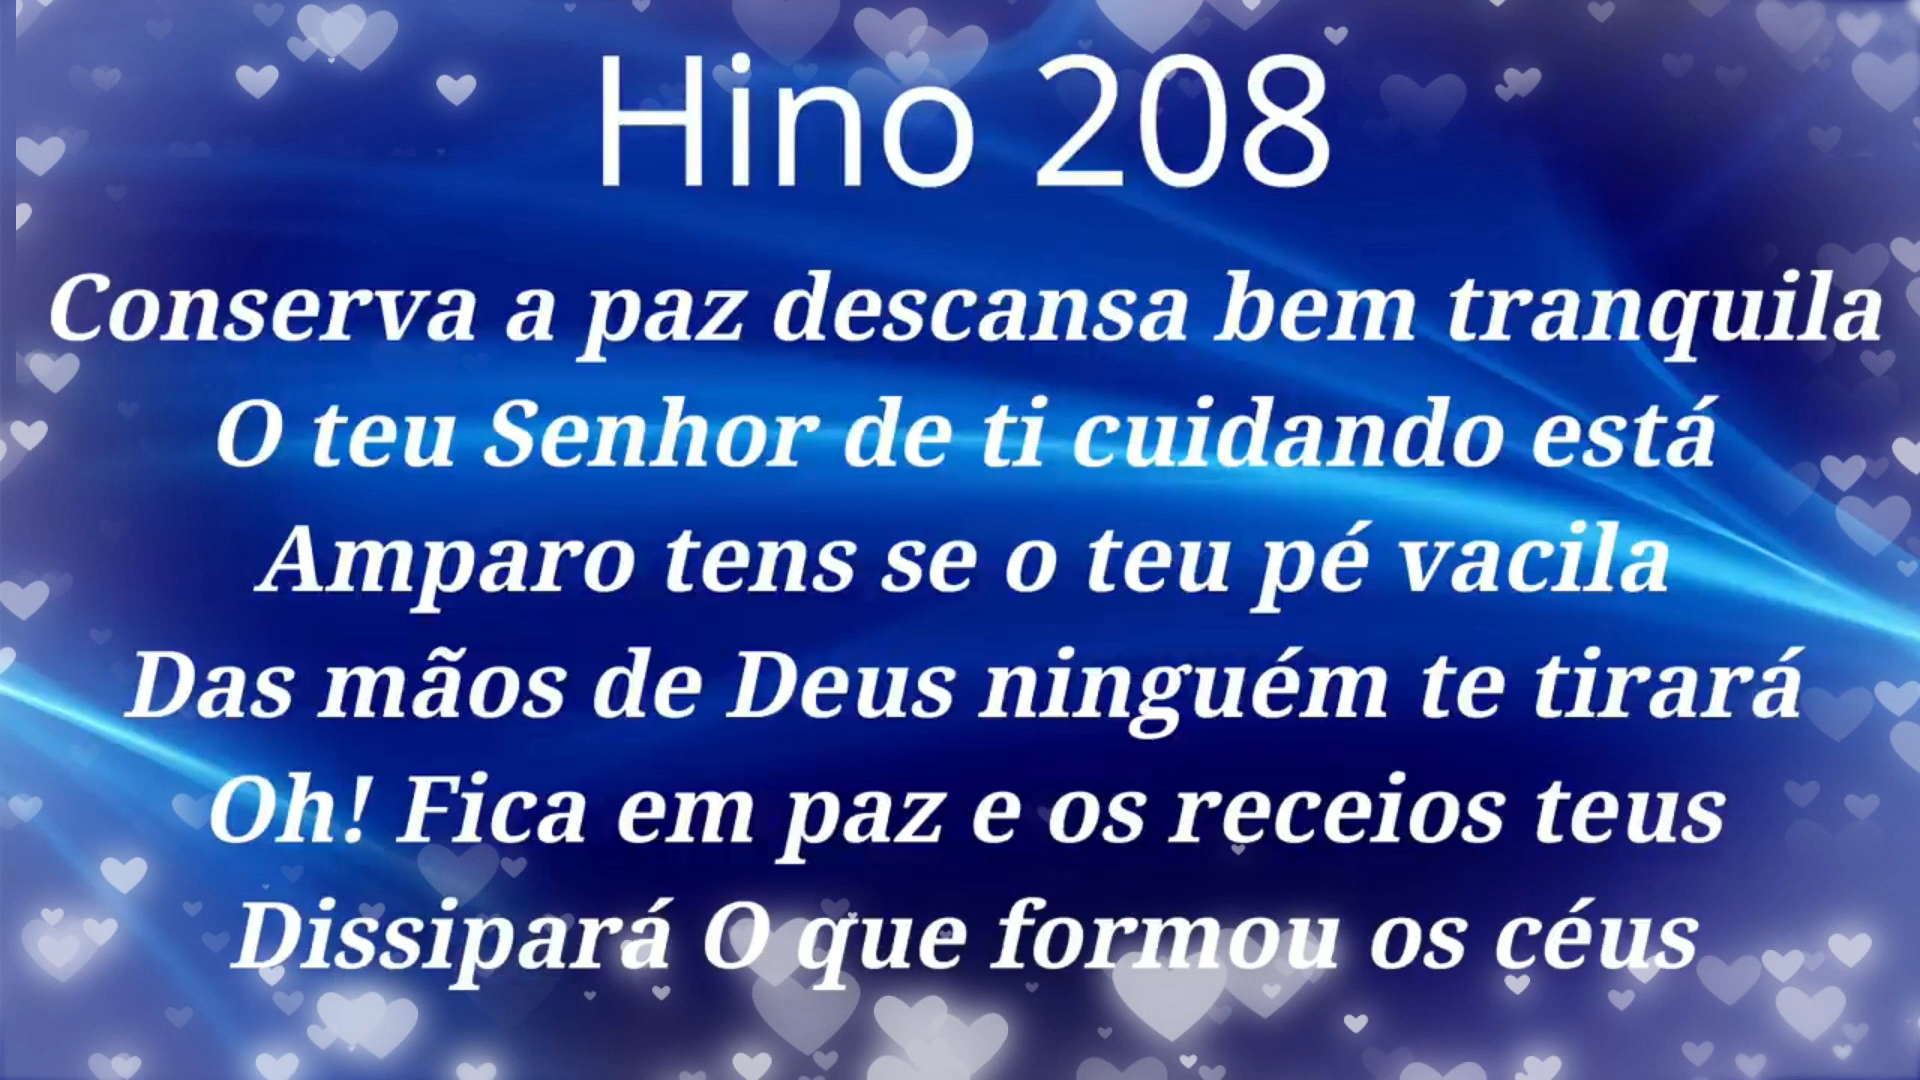 Hino 208
Conserva a paz descansa bem tranquila
O teu Senhor de ti cuidando está
Amparo tens se o teu pé vacila
Das mãos de Deus ninguém te tirará
Oh! Fica em paz e os receios teus
Dissipará O que formou os céus